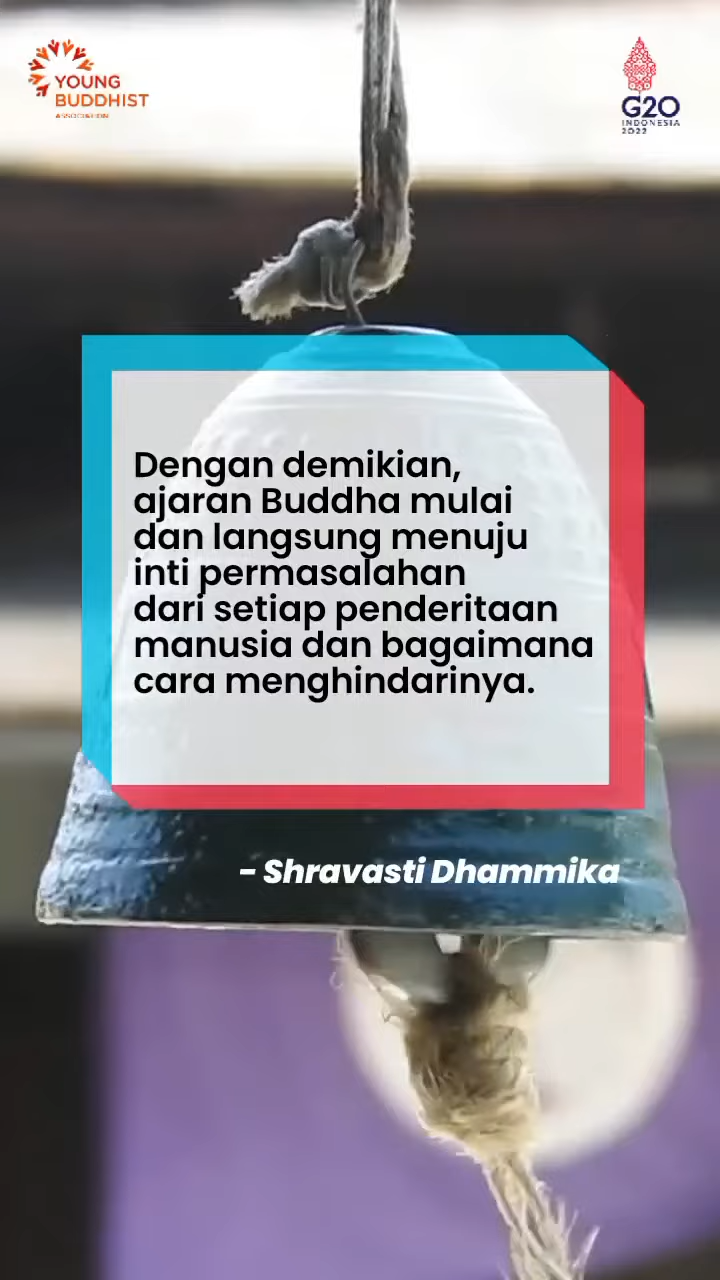 YOUNG
BUDDHIST
ASSOCIATION
G20
INDONESIA
2022
Dengan demikian,
ajaran Buddha mulai
dan langsung menuju
inti permasalahan
dari setiap penderitaan
manusia dan bagaimana
cara menghindarinya.
- Shravasti Dhammika